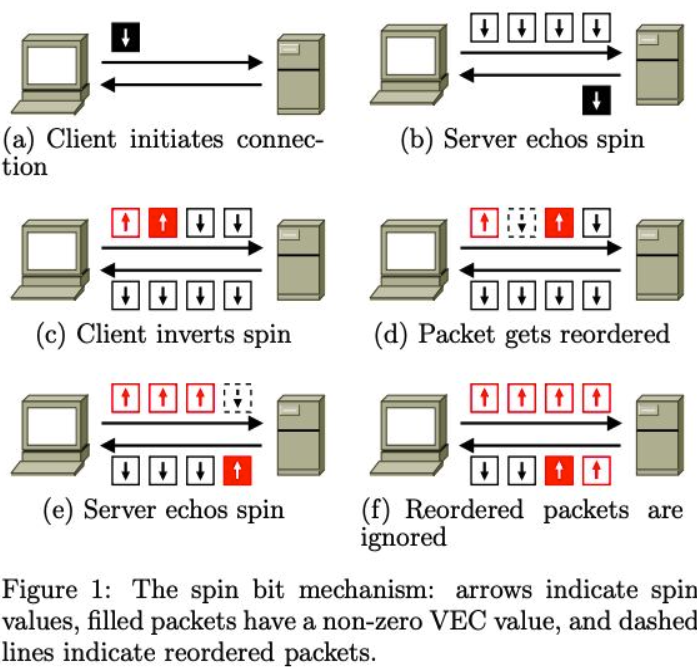 (a) Client initiates connec-
tion
(b) Server echos spin
(c) Client inverts spin
(d) Packet gets reordered
(e) Server echos spin
(f) Reordered packets are
ignored
Figure 1: The spin bit mechanism: arrows indicate spin
values, filled packets have a non-zero VEC value, and dashed
lines indicate reordered packets.